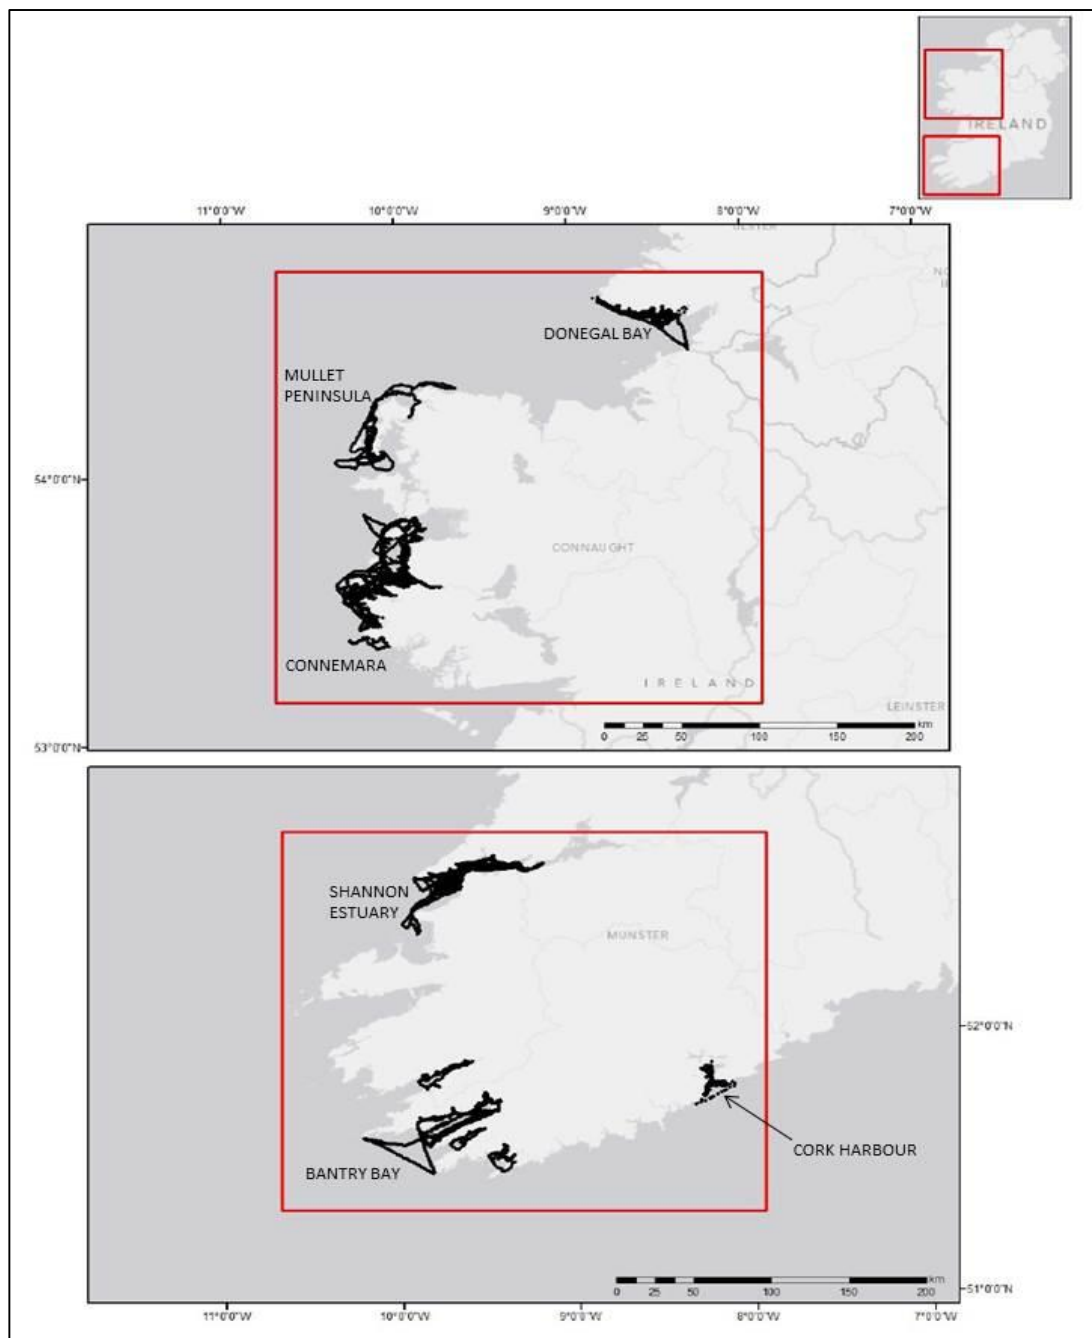 IRELAND
11°0'0"W
10°0'0"W
9°0'0"W
8°0'0"W
7°0'0"W
DONEGAL BAY
MULLET
PENINSULA
54°0'0"N
CONNAUGHT
CONNEMARA
IRELAND
LEINSTER
km
0 25 50 100 150 200
53°0'0"N
SHANNON
ESTUARY
MUNSTER
52°0'0"N
CORK HARBOUR
BANTRY BAY
km
0 25 50 100 150 200
51°0'0"N
11°0'0"W
10°0'0"W
9°0'0"W
8°0'0"W
7°0'0"W